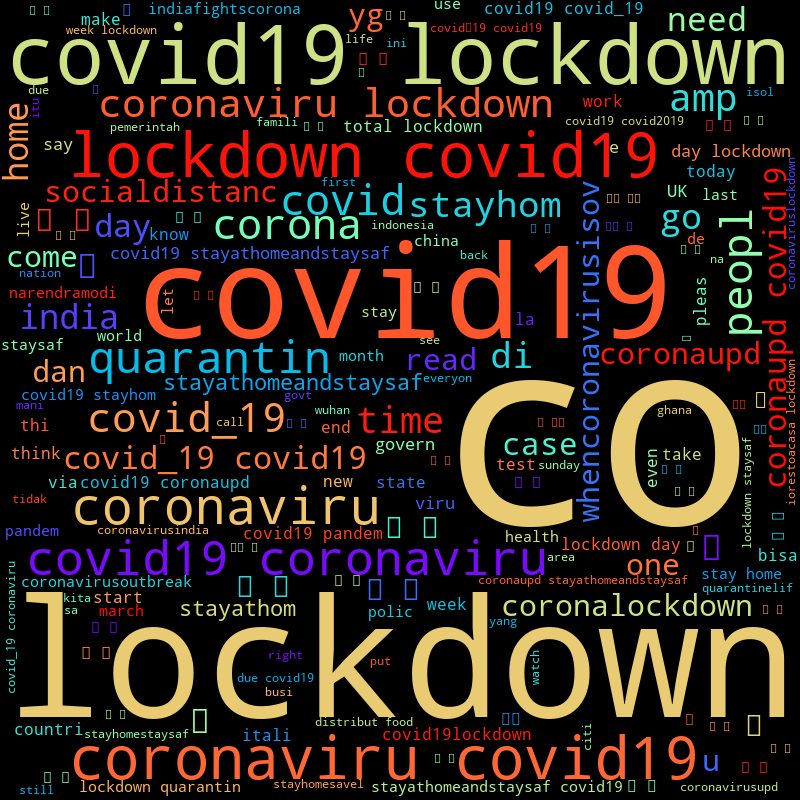 indiafightscorona
yg
use
covid19 covid_19
need
make
week lockdown
life
ini
covid19 lockdown
due
itu
coronaviru lockdown
work
amp
isol
home
pemerintah
famili
total lockdown
covid19 covid2019
say
lockdown covid19
e
day lockdown
today
socialdistanc
covid
first
stayhom
UK
last
live
day
know
corona
indonesia
go
peopl
coronaupd covid19
coronaviruslockdown
come
covid19 stayathomeandstaysaf
china
back
whencoronavirusisov
de
na
nation
narendramodi
let
covid19
pleas
india
stay
la
staysaf
world
see
quarantin
month
read
di
coronaupd
dan
stayathomeandstaysaf
everyon
covid19 stayhom
govt
mani
covid_19
call
wuhan
time
co
ghana
iorestoacasa lockdown
thi
end
govern
case
think
covid_19 covid19
test
sunday
even
take
lockdown staysaf
via
covid19 coronaupd
new
state
tidak
coronaviru
viru
pandem
coronavirusindia
covid19 pandem
health
lockdown day
bisa
covid19 coronaviru
area
one
coronavirusoutbreak
coronaupd stayathomeandstaysaf
stay home
quarantinelif
covid_19 coronaviru
kita
sa
start
march
stayathom
polic
week
coronalockdown
yang
lockdown
right
put
watch
due covid19
busi
countri
stayhomestaysaf
itali
distribut food
covid19lockdown
citi
coronaviru covid19
u
still
lockdown quarantin
stayhomesavel
stayathomeandstaysaf covid19
coronavirusupd